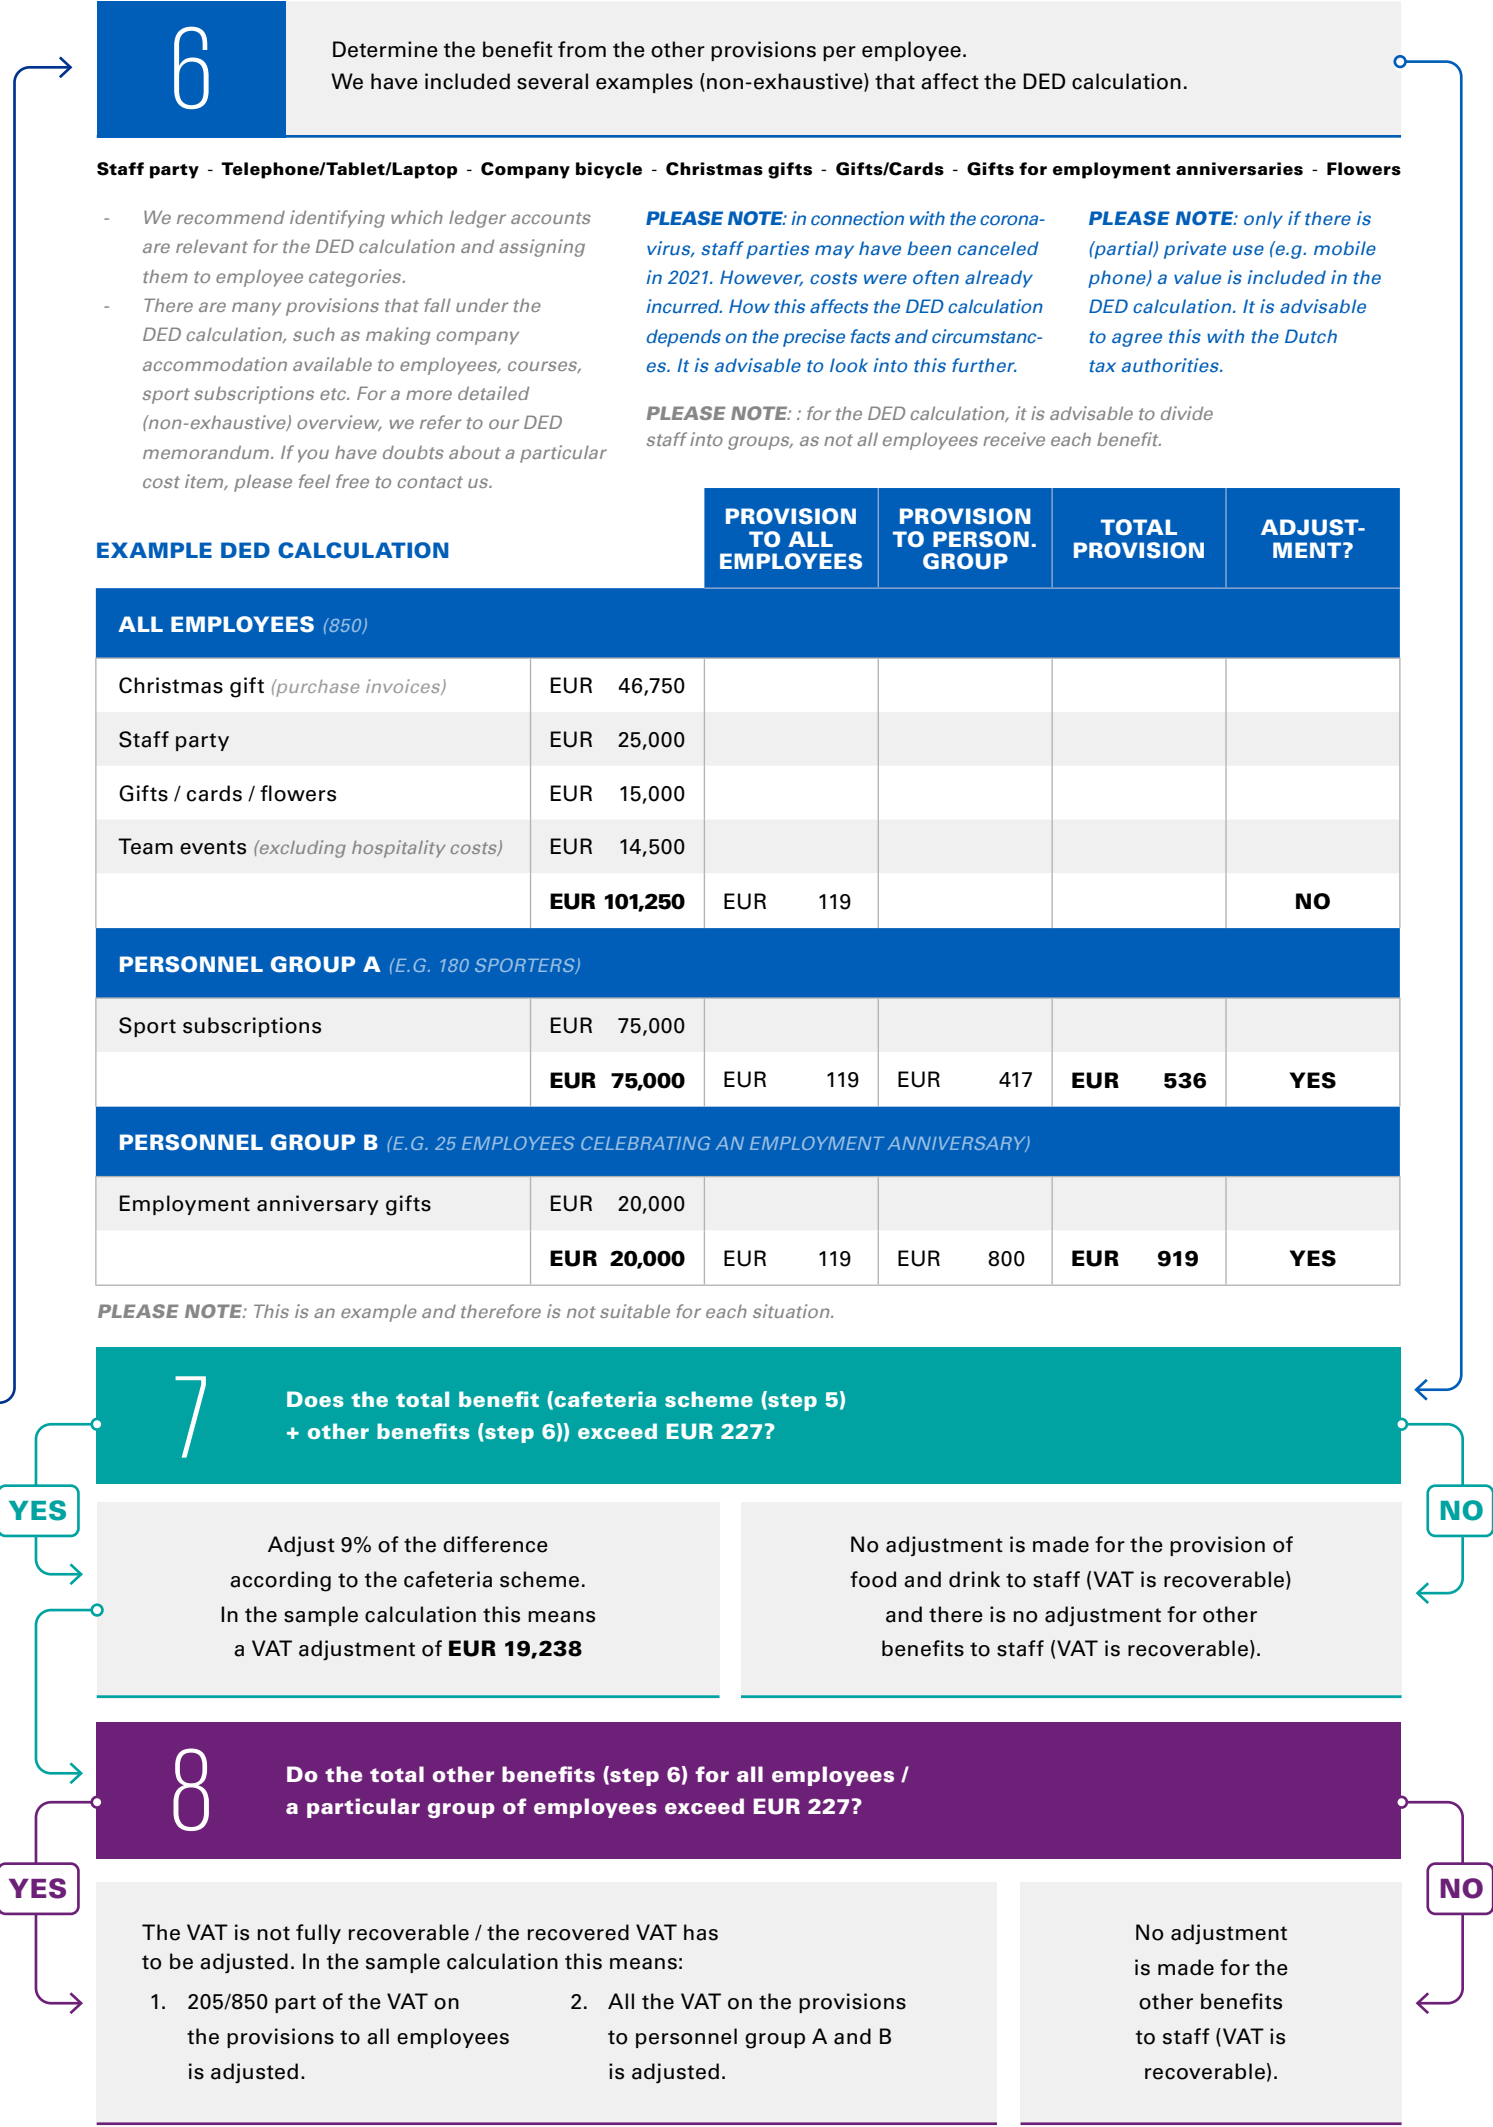 6
Determine the benefit from the other provisions per employee.
We have included several examples (non-exhaustive) that affect the DED calculation.
Staff party - Telephone/Tablet/Laptop - Company bicycle - Christmas gifts - Gifts/Cards - Gifts for employment anniversaries - Flowers
- We recommend identifying which ledger accounts
are relevant for the DED calculation and assigning
them to employee categories.
- There are many provisions that fall under the
DED calculation, such as making company
accommodation available to employees, courses,
sport subscriptions etc. For a more detailed
(non-exhaustive) overview, we refer to our DED
memorandum. If you have doubts about a particular
cost item, please feel free to contact us.
PLEASE NOTE: in connection with the corona-
virus, staff parties may have been canceled
in 2021. However, costs were often already
incurred. How this affects the DED calculation
depends on the precise facts and circumstanc-
es. It is advisable to look into this further.
PLEASE NOTE: only if there is
(partial) private use (e.g. mobile
phone) a value is included in the
DED calculation. It is advisable
to agree this with the Dutch
tax authorities.
PLEASE NOTE: : for the DED calculation, it is advisable to divide
staff into groups, as not all employees receive each benefit.
EXAMPLE DED CALCULATION
PROVISION
TO ALL
EMPLOYEES
PROVISION
TO PERSON.
GROUP
TOTAL
PROVISION
ADJUST-
MENT?
ALL EMPLOYEES (850)
Christmas gift (purchase invoices) EUR 46,750
Staff party EUR 25,000
Gifts / cards / flowers EUR 15,000
Team events (excluding hospitality costs) EUR 14,500
EUR 101,250 EUR 119 NO
PERSONNEL GROUP A (E.G. 180 SPORTERS)
Sport subscriptions EUR 75,000
EUR 75,000 EUR 119 EUR 417 EUR 536 YES
PERSONNEL GROUP B (E.G. 25 EMPLOYEES CELEBRATING AN EMPLOYMENT ANNIVERSARY)
Employment anniversary gifts EUR 20,000
EUR 20,000 EUR 119 EUR 800 EUR 919 YES
PLEASE NOTE: This is an example and therefore is not suitable for each situation.
7
Does the total benefit (cafeteria scheme (step 5)
+ other benefits (step 6)) exceed EUR 227?
YES
Adjust 9% of the difference
according to the cafeteria scheme.
In the sample calculation this means
a VAT adjustment of EUR 19,238
NO
No adjustment is made for the provision of
food and drink to staff (VAT is recoverable)
and there is no adjustment for other
benefits to staff (VAT is recoverable).
8
Do the total other benefits (step 6) for all employees /
a particular group of employees exceed EUR 227?
YES
The VAT is not fully recoverable / the recovered VAT has
to be adjusted. In the sample calculation this means:
1. 205/850 part of the VAT on
the provisions to all employees
is adjusted.
2. All the VAT on the provisions
to personnel group A and B
is adjusted.
NO
No adjustment
is made for the
other benefits
to staff (VAT is
recoverable).